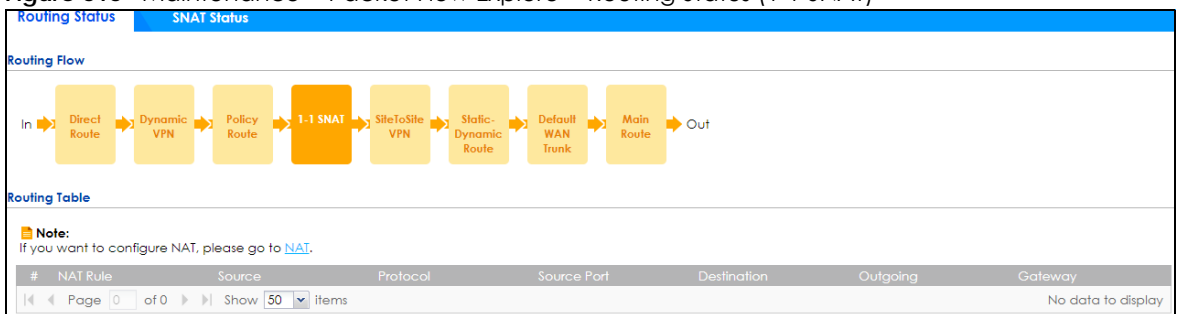 Routing Status SNAT Status
Routing Flow
In Direct Route Dynamic VPN Policy Route 1-1 SNAT SiteToSite VPN Static-Dynamic Route Default WAN Trunk Main Route Out
Routing Table
Note:
If you want to configure NAT, please go to NAT.
# NAT Rule Source Protocol Source Port Destination Outgoing Gateway
Page 0 of 0 Show 50 items No data to display